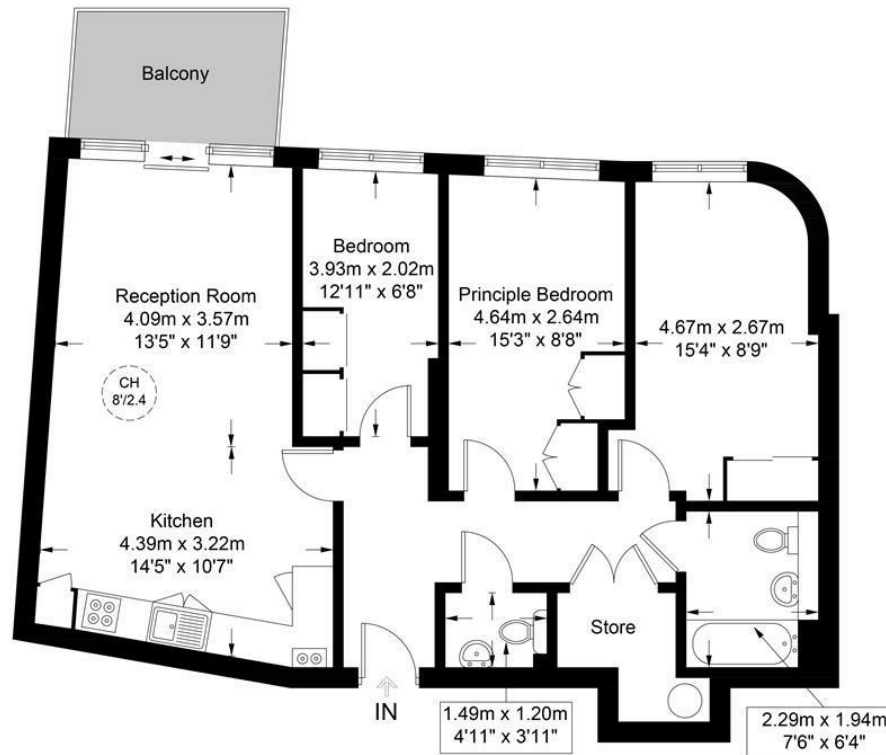 Balcony
Bedroom
3.93m x 2.02m
12'11" x 6'8"
Reception Room
4.09m x 3.57m
13'5" x 11'9"
Principle Bedroom
4.64m x 2.64m
15'3" x 8'8"
4.67m x 2.67m
15'4" x 8'9"
CH
8'/2.4
Kitchen
4.39m x 3.22m
14'5" x 10'7"
Store
IN
1.49m x 1.20m
4'11" x 3'11"
2.29m x 1.94m
7'6" x 6'4"